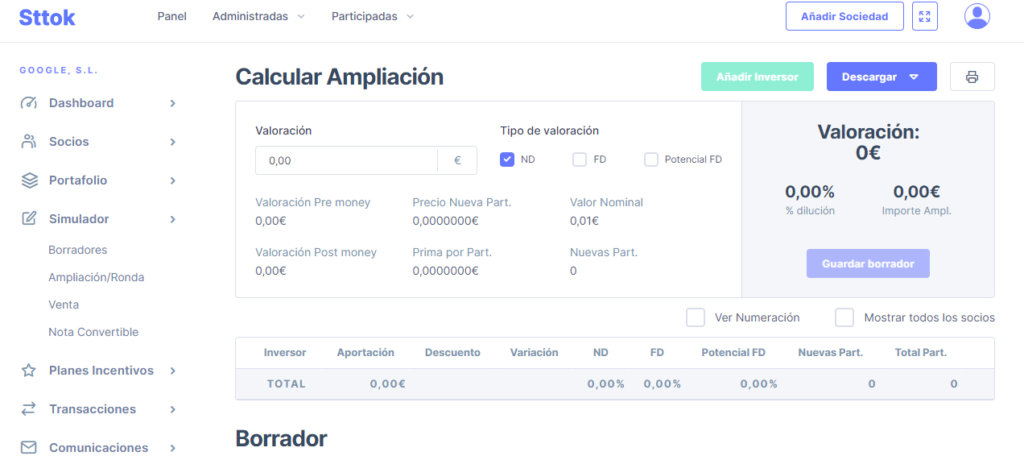 Sttok
Panel
Administradas
Participadas
Añadir Sociedad
GOOGLE, S.L.
Dashboard
Socios
Portafolio
Simulador
Borradores
Ampliación/Ronda
Venta
Nota Convertible
Planes Incentivos
Transacciones
Comunicaciones
Calcular Ampliación
Añadir Inversor
Descargar
Valoración
0,00 €
Tipo de valoración
ND FD Potencial FD
Valoración Pre money Precio Nueva Part. Valor Nominal
0,00€ 0,0000000€ 0,01€
Valoración Post money Prima por Part. Nuevas Part.
0,00€ 0,0000000€ 0
Valoración:
0€
0,00% 0,00€
% dilución Importe Ampl.
Guardar borrador
Ver Numeración Mostrar todos los socios
Inversor Aportación Descuento Variación ND FD Potencial FD Nuevas Part. Total Part.
TOTAL 0,00€ 0,00% 0,00% 0,00% 0 0
Borrador